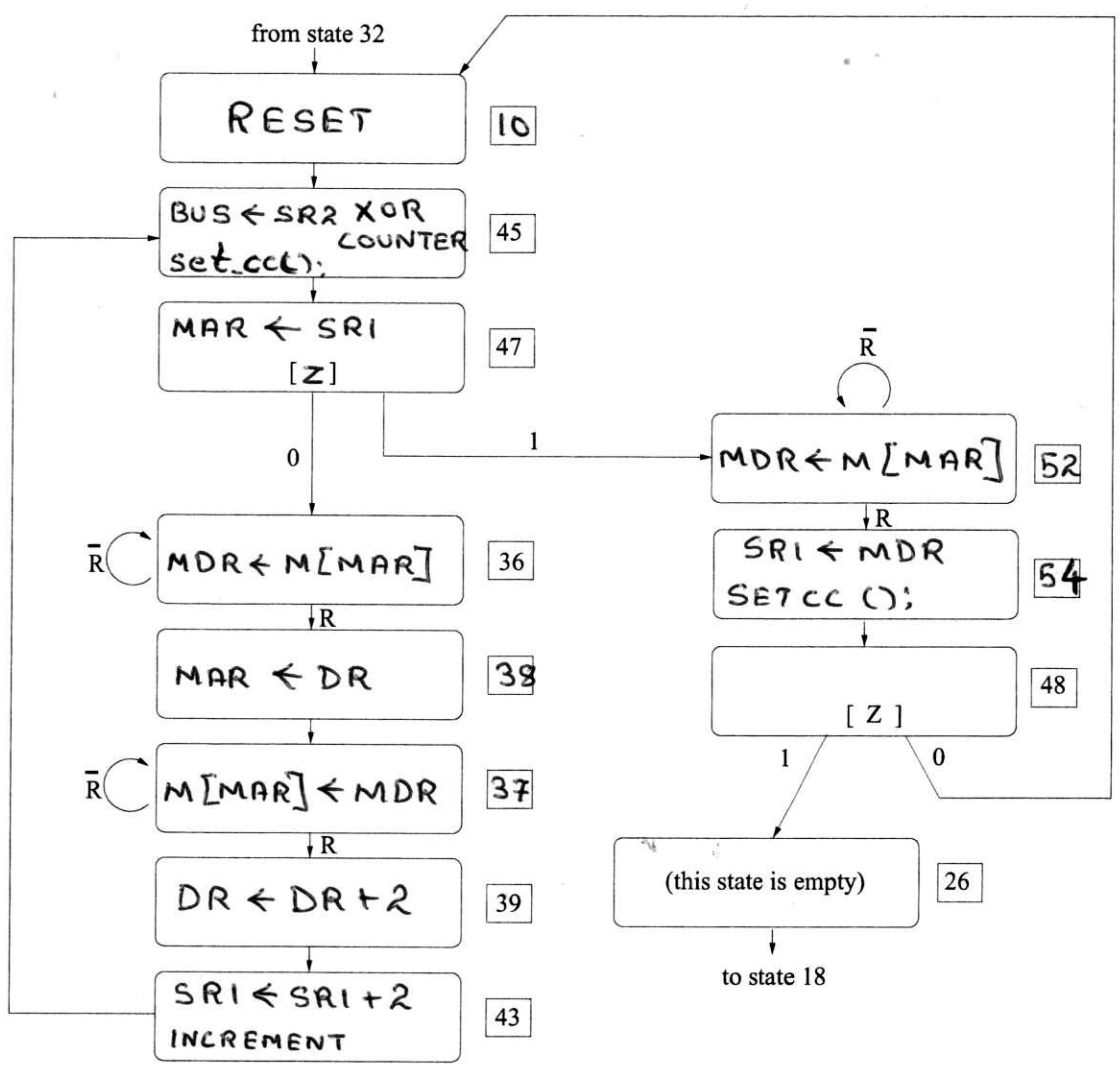 from state 32
RESET
10
BUS ← SR2 XOR
COUNTER
set_cc();
45
MAR ← SR1
[Z]
47
0
1
R̅
MDR ← M[MAR]
52
R
SR1 ← MDR
SETCC ();
54
[ Z ]
48
1
0
(this state is empty)
26
to state 18
R̅
MDR ← M[MAR]
36
R
MAR ← DR
38
R̅
M[MAR] ← MDR
37
R
DR ← DR+2
39
SR1 ← SR1+2
INCREMENT
43